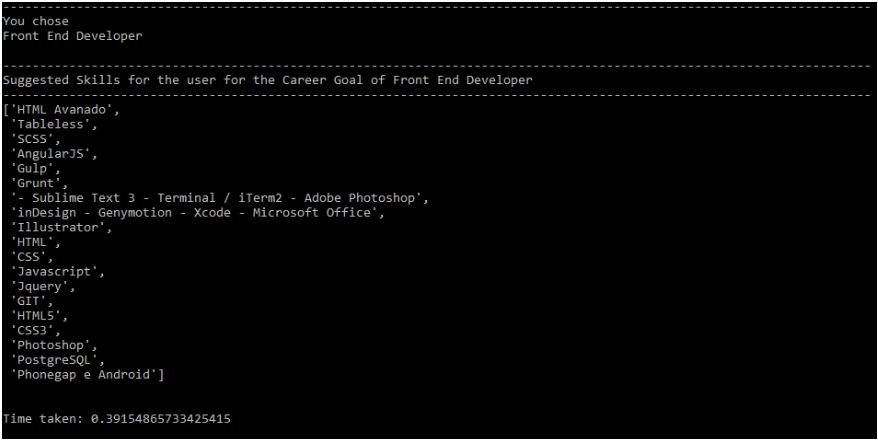 --------------------------------------------------------------------------------------------------------------------
You chose
Front End Developer
--------------------------------------------------------------------------------------------------------------------
Suggested Skills for the user for the Career Goal of Front End Developer
--------------------------------------------------------------------------------------------------------------------
['HTML Avanado',
'Tableless',
'SCSS',
'AngularJS',
'Gulp',
'Grunt',
'- Sublime Text 3 - Terminal / iTerm2 - Adobe Photoshop',
'inDesign - Genymotion - Xcode - Microsoft Office',
'Illustrator',
'HTML',
'CSS',
'Javascript',
'Jquery',
'GIT',
'HTML5',
'CSS3',
'Photoshop',
'PostgreSQL',
'Phonegap e Android']
Time taken: 0.39154865733425415